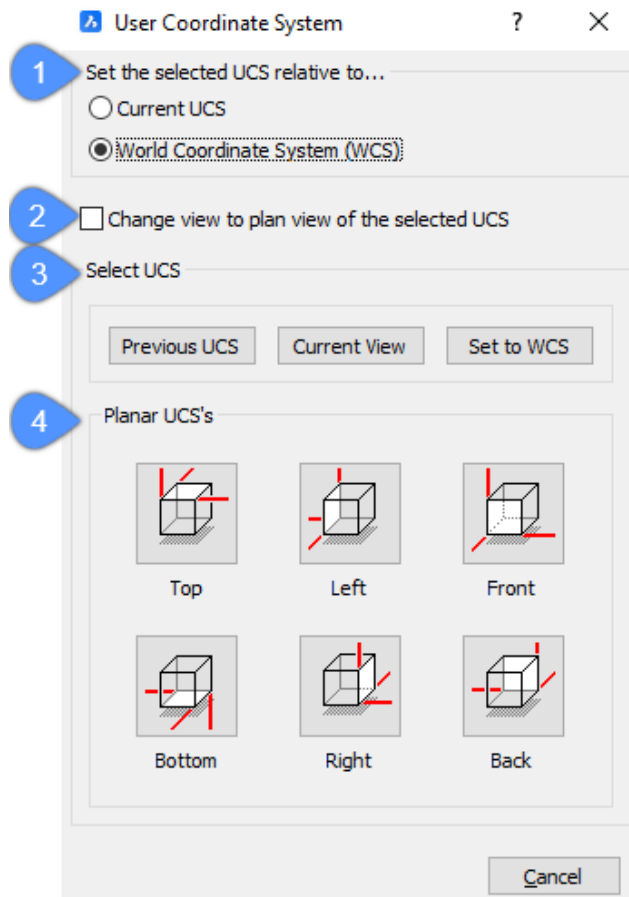 User Coordinate System ?
1 Set the selected UCS relative to...
Current UCS
World Coordinate System (WCS)
2 Change view to plan view of the selected UCS
3 Select UCS
Previous UCS Current View Set to WCS
4 Planar UCS's
Top Left Front
Bottom Right Back
Cancel